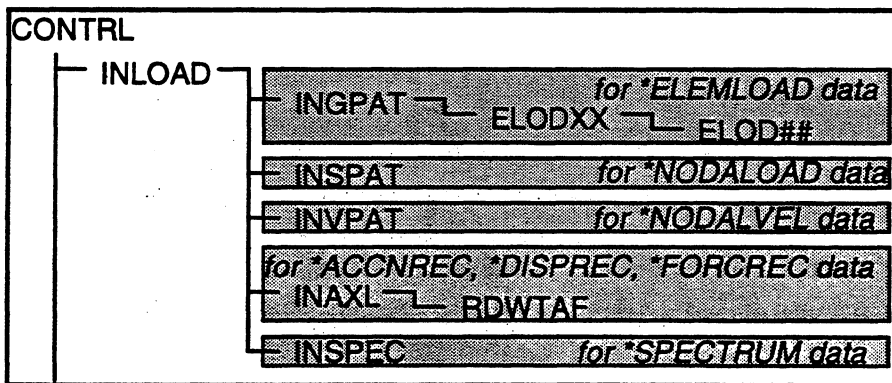 CONTRL
INLOAD
for *ELEMLOAD data
INGPAT ELODXX ELOD##
INSPAT for *NODALOAD data
INVPAT for *NODALVEL data
for *ACCNREC, *DISPREC, *FORCREC data
INAXL RDWTAF
INSPEC for *SPECTRUM data